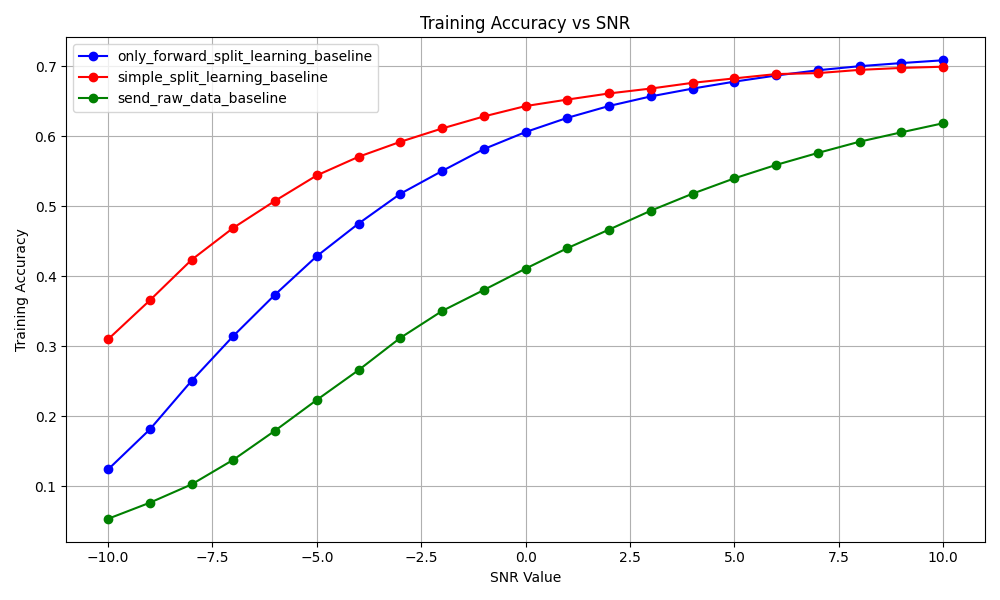 Training Accuracy vs SNR
only_forward_split_learning_baseline
simple_split_learning_baseline
send_raw_data_baseline
Training Accuracy
0.7
0.6
0.5
0.4
0.3
0.2
0.1
−10.0 −7.5 −5.0 −2.5 0.0 2.5 5.0 7.5 10.0
SNR Value